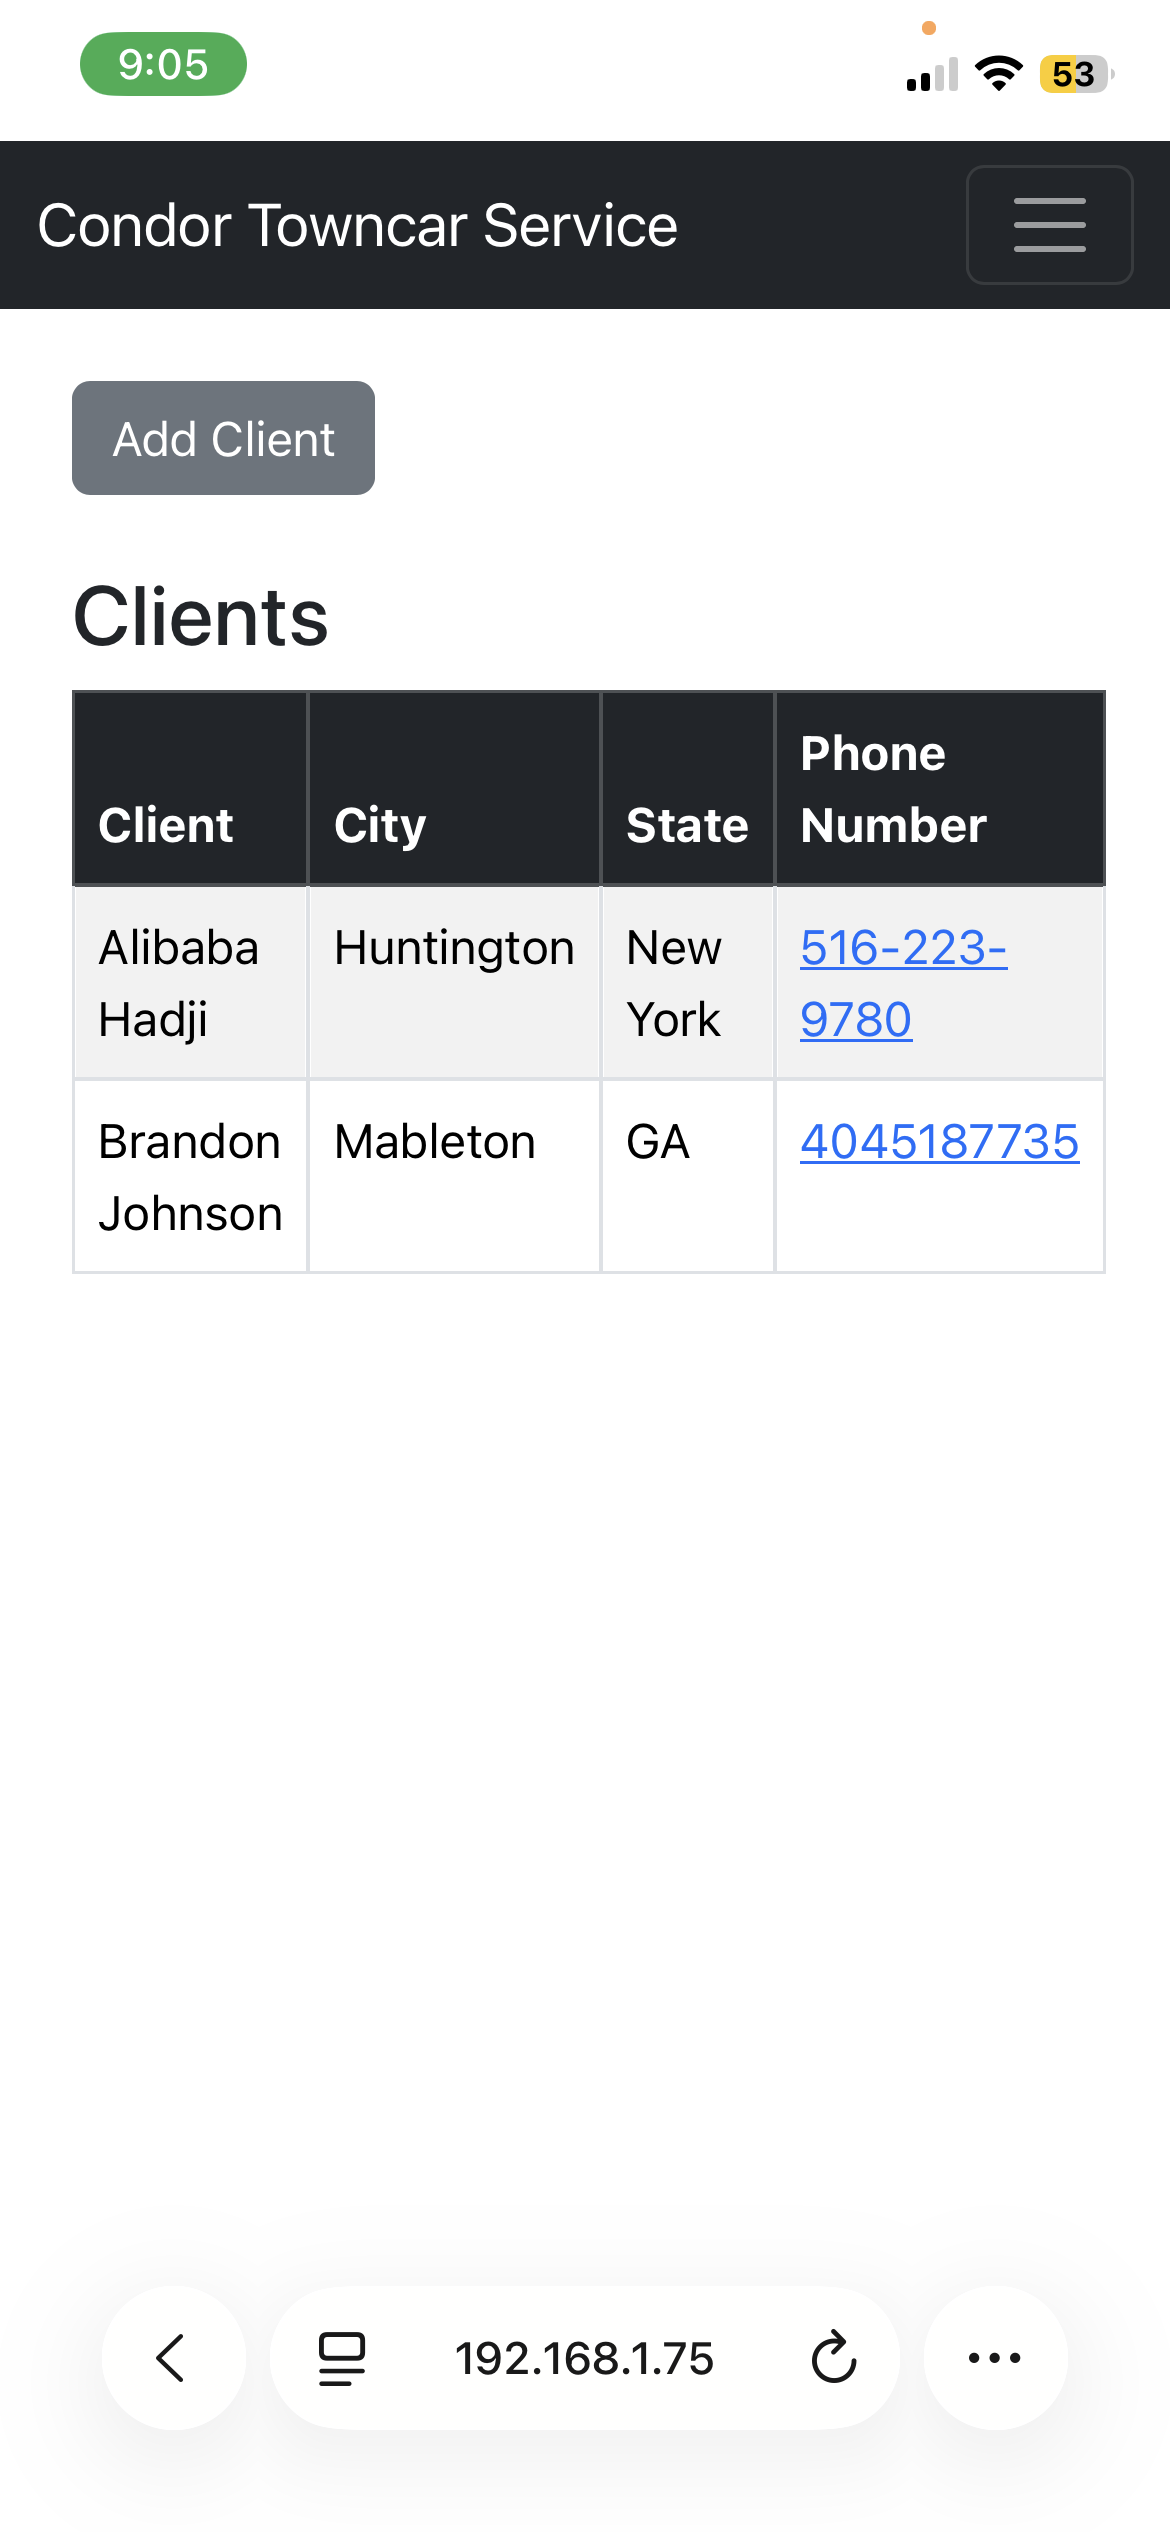 9:05
53
Condor Towncar Service
Add Client
Clients
Client City State Phone Number
Alibaba Hadji Huntington New York 516-223-9780
Brandon Johnson Mableton GA 4045187735
192.168.1.75